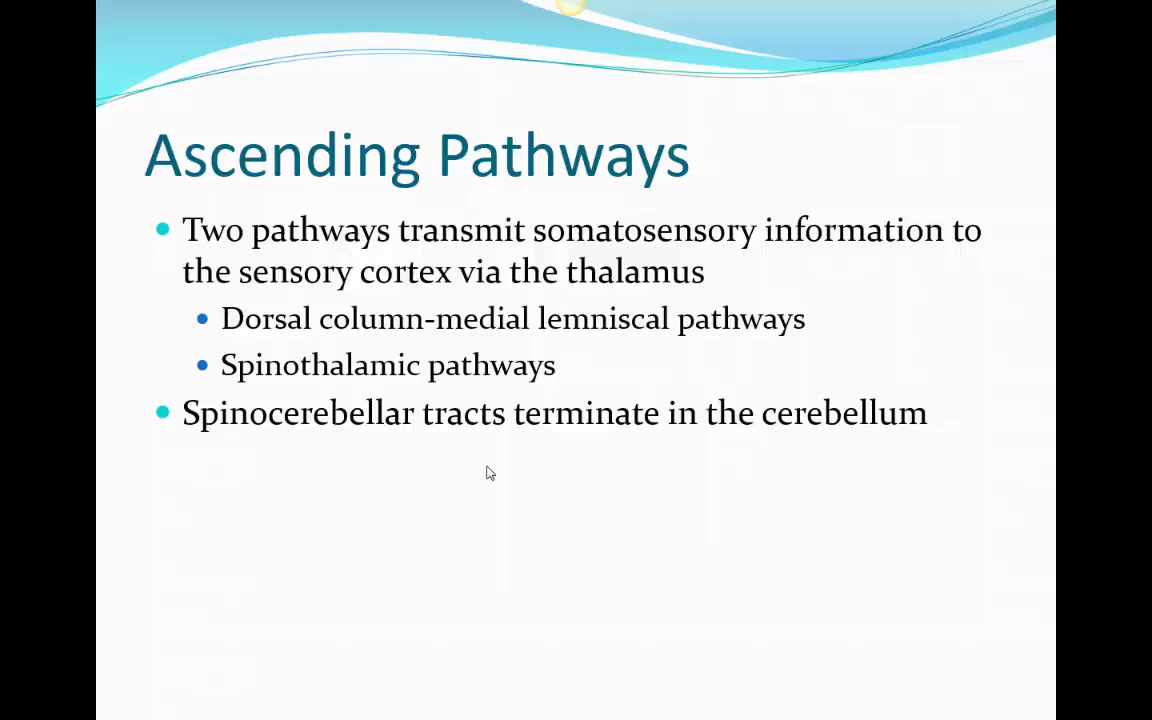 Ascending Pathways
Two pathways transmit somatosensory information to
the sensory cortex via the thalamus
Dorsal column-medial lemniscal pathways
Spinothalamic pathways
Spinocerebellar tracts terminate in the cerebellum